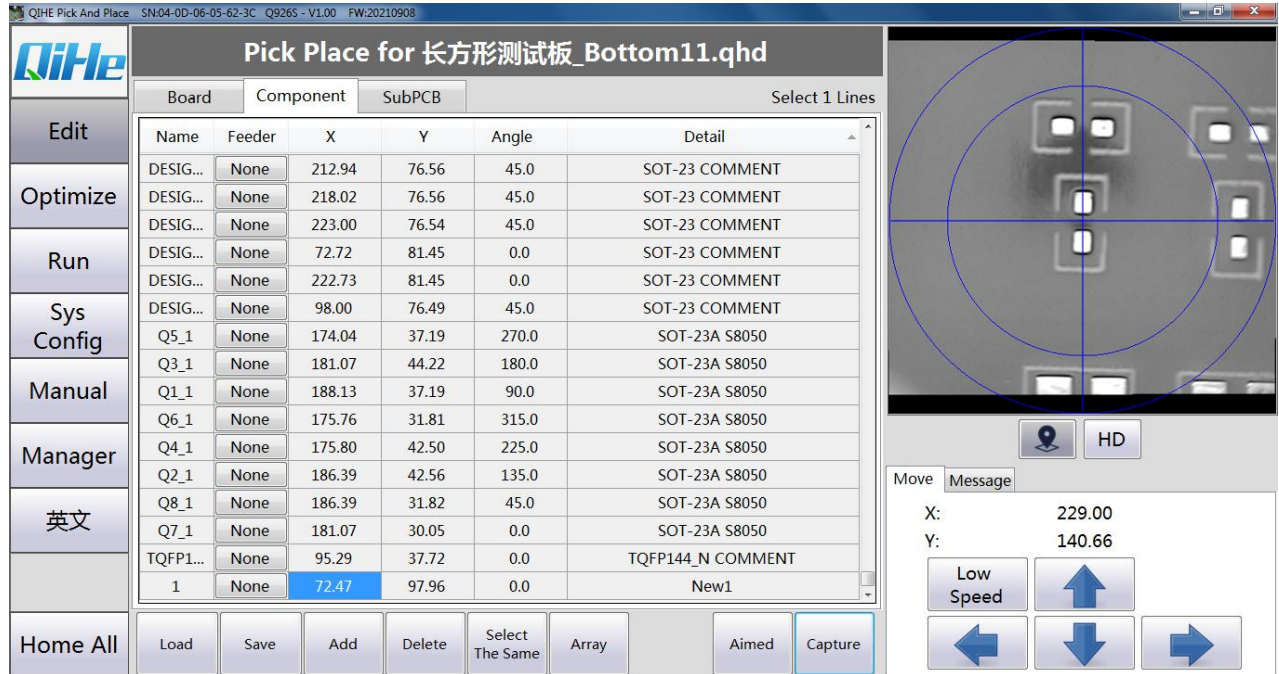 QIHE Pick And Place SN:04-0D-06-05-62-3C Q926S - V1.00 FW:20210908
QiHe
Pick Place for 长方形测试板_Bottom11.qhd
Board Component SubPCB Select 1 Lines
Edit
Optimize
Run
Sys
Config
Manual
Manager
英文
Home All
Name Feeder X Y Angle Detail
DESIG... None 212.94 76.56 45.0 SOT-23 COMMENT
DESIG... None 218.02 76.56 45.0 SOT-23 COMMENT
DESIG... None 223.00 76.54 45.0 SOT-23 COMMENT
DESIG... None 72.72 81.45 0.0 SOT-23 COMMENT
DESIG... None 222.73 81.45 0.0 SOT-23 COMMENT
DESIG... None 98.00 76.49 45.0 SOT-23 COMMENT
Q5_1 None 174.04 37.19 270.0 SOT-23A S8050
Q3_1 None 181.07 44.22 180.0 SOT-23A S8050
Q1_1 None 188.13 37.19 90.0 SOT-23A S8050
Q6_1 None 175.76 31.81 315.0 SOT-23A S8050
Q4_1 None 175.80 42.50 225.0 SOT-23A S8050
Q2_1 None 186.39 42.56 135.0 SOT-23A S8050
Q8_1 None 186.39 31.82 45.0 SOT-23A S8050
Q7_1 None 181.07 30.05 0.0 SOT-23A S8050
TQFP1... None 95.29 37.72 0.0 TQFP144_N COMMENT
1 None 72.47 97.96 0.0 New1
Load Save Add Delete Select The Same Array Aimed Capture
HD
Move Message
X: 229.00
Y: 140.66
Low
Speed